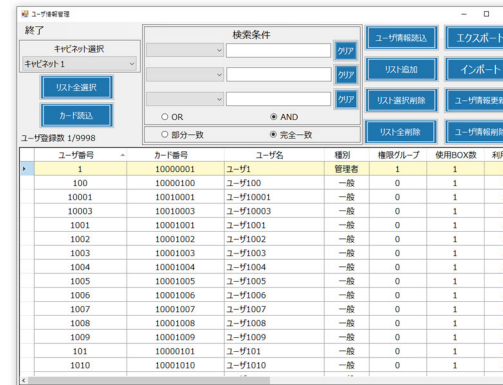 ユーザ情報管理
終了
キャビネット選択
キャビネット1
リスト全選択
カード読込
ユーザ登録数 1/9998
検索条件
クリア
クリア
クリア
OR AND
部分一致 完全一致
ユーザ情報読込 エクスポート
リスト追加 インポート
リスト選択削除 ユーザ情報更新
リスト全削除 ユーザ情報削除
ユーザ番号 カード番号 ユーザ名 種別 権限グループ 使用BOX数 利用
1 10000001 ユーザ1 管理者 1 1
100 10000100 ユーザ100 一般 0 1
10001 10010001 ユーザ10001 一般 0 1
10003 10010003 ユーザ10003 一般 0 1
1001 10001001 ユーザ1001 一般 0 1
1002 10001002 ユーザ1002 一般 0 1
1003 10001003 ユーザ1003 一般 0 1
1004 10001004 ユーザ1004 一般 0 1
1005 10001005 ユーザ1005 一般 0 1
1006 10001006 ユーザ1006 一般 0 1
1007 10001007 ユーザ1007 一般 0 1
1008 10001008 ユーザ1008 一般 0 1
1009 10001009 ユーザ1009 一般 0 1
101 10000101 ユーザ101 一般 0 1
1010 10001010 ユーザ1010 一般 0 1